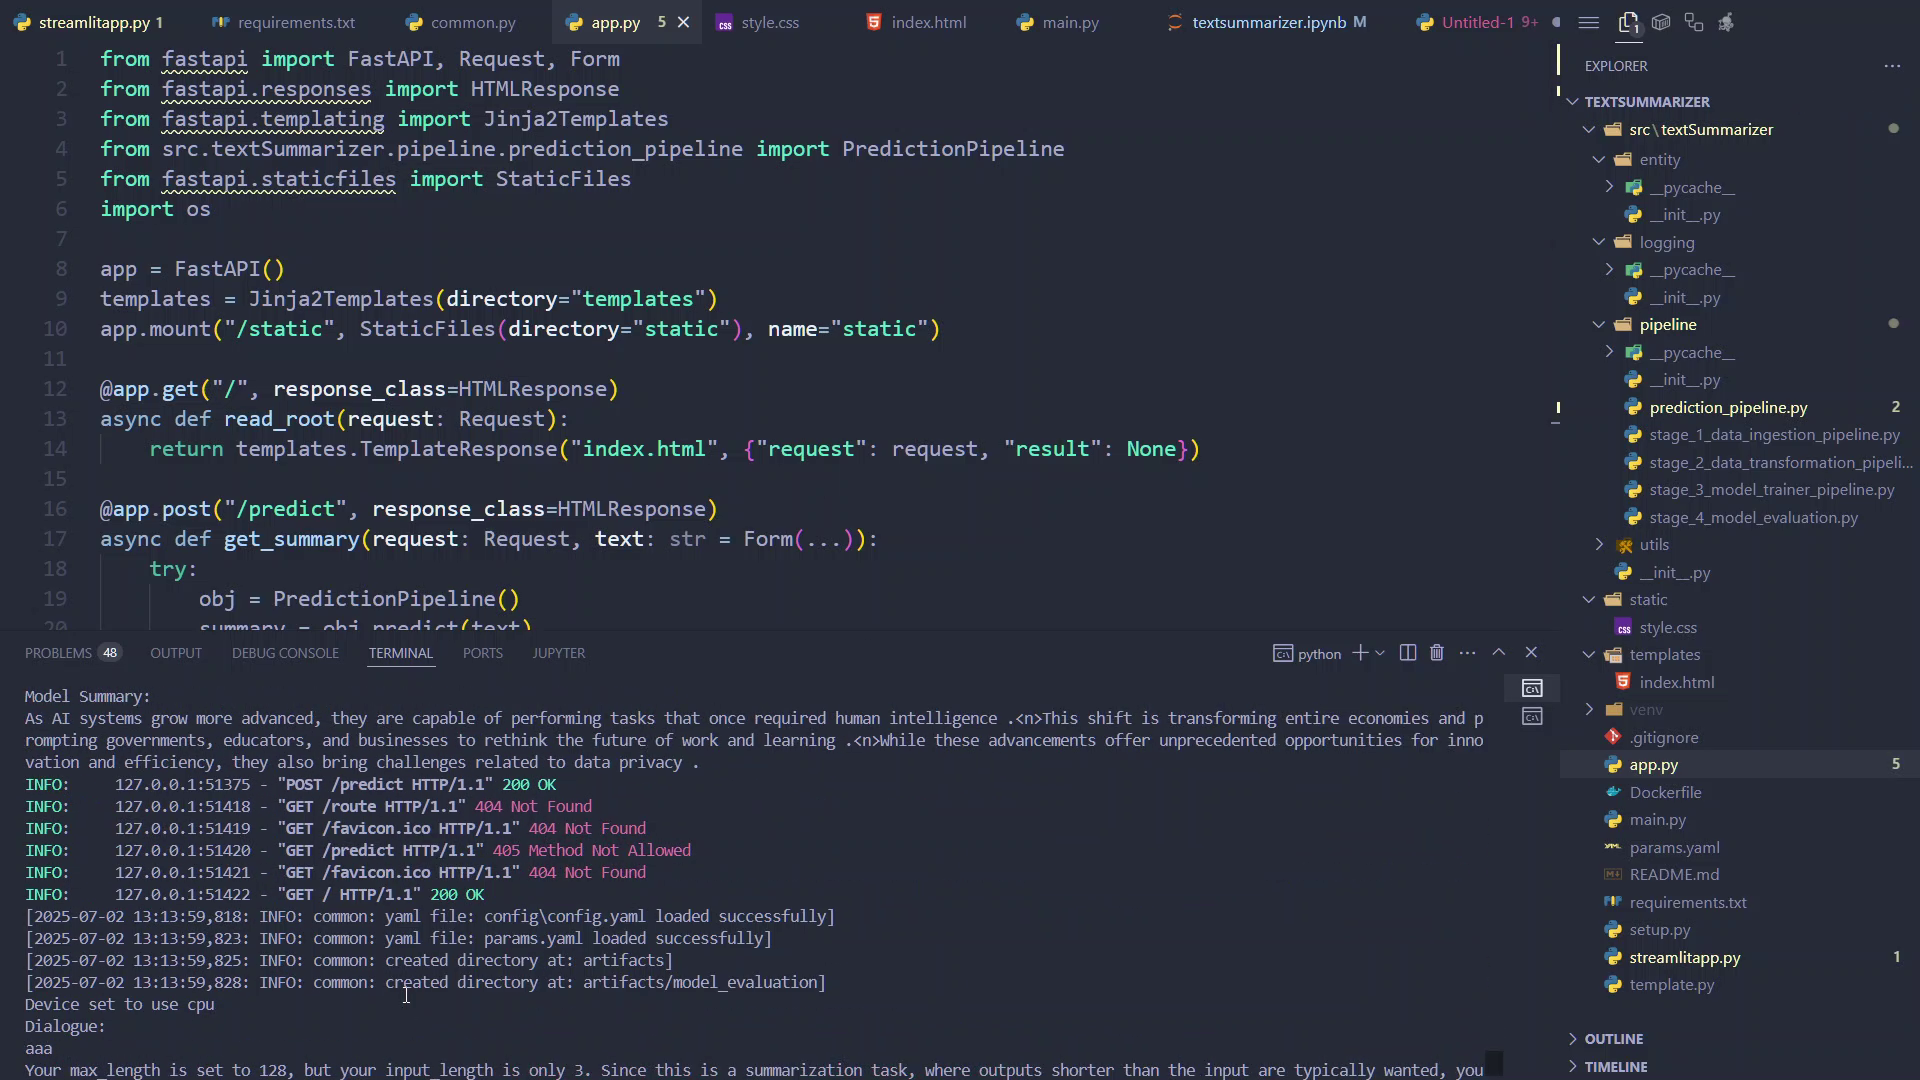 streamlitapp.py 1 requirements.txt common.py app.py 5 style.css index.html main.py textsummarizer.ipynb M Untitled-1 9+
1 from fastapi import FastAPI, Request, Form
2 from fastapi.responses import HTMLResponse
3 from fastapi.templating import Jinja2Templates
4 from src.textSummarizer.pipeline.prediction_pipeline import PredictionPipeline
5 from fastapi.staticfiles import StaticFiles
6 import os
7
8 app = FastAPI()
9 templates = Jinja2Templates(directory="templates")
10 app.mount("/static", StaticFiles(directory="static"), name="static")
11
12 @app.get("/", response_class=HTMLResponse)
13 async def read_root(request: Request):
14 return templates.TemplateResponse("index.html", {"request": request, "result": None})
15
16 @app.post("/predict", response_class=HTMLResponse)
17 async def get_summary(request: Request, text: str = Form(...)):
18 try:
19 obj = PredictionPipeline()
20 summary = obj.predict(text)
PROBLEMS 48 OUTPUT DEBUG CONSOLE TERMINAL PORTS JUPYTER python
Model Summary:
As AI systems grow more advanced, they are capable of performing tasks that once required human intelligence .<n>This shift is transforming entire economies and p
rompting governments, educators, and businesses to rethink the future of work and learning .<n>While these advancements offer unprecedented opportunities for inno
vation and efficiency, they also bring challenges related to data privacy .
INFO: 127.0.0.1:51375 - "POST /predict HTTP/1.1" 200 OK
INFO: 127.0.0.1:51418 - "GET /route HTTP/1.1" 404 Not Found
INFO: 127.0.0.1:51419 - "GET /favicon.ico HTTP/1.1" 404 Not Found
INFO: 127.0.0.1:51420 - "GET /predict HTTP/1.1" 405 Method Not Allowed
INFO: 127.0.0.1:51421 - "GET /favicon.ico HTTP/1.1" 404 Not Found
INFO: 127.0.0.1:51422 - "GET / HTTP/1.1" 200 OK
[2025-07-02 13:13:59,818: INFO: common: yaml file: config\config.yaml loaded successfully]
[2025-07-02 13:13:59,823: INFO: common: yaml file: params.yaml loaded successfully]
[2025-07-02 13:13:59,825: INFO: common: created directory at: artifacts]
[2025-07-02 13:13:59,828: INFO: common: created directory at: artifacts/model_evaluation]
Device set to use cpu
Dialogue:
aaa
Your max_length is set to 128, but your input_length is only 3. Since this is a summarization task, where outputs shorter than the input are typically wanted, you
1
EXPLORER
TEXTSUMMARIZER
src\textSummarizer
entity
__pycache__
__init__.py
logging
__pycache__
__init__.py
pipeline
__pycache__
__init__.py
prediction_pipeline.py 2
stage_1_data_ingestion_pipeline.py
stage_2_data_transformation_pipeli...
stage_3_model_trainer_pipeline.py
stage_4_model_evaluation.py
utils
__init__.py
static
style.css
templates
index.html
venv
.gitignore
app.py 5
Dockerfile
main.py
params.yaml
README.md
requirements.txt
setup.py
streamlitapp.py 1
template.py
OUTLINE
TIMELINE